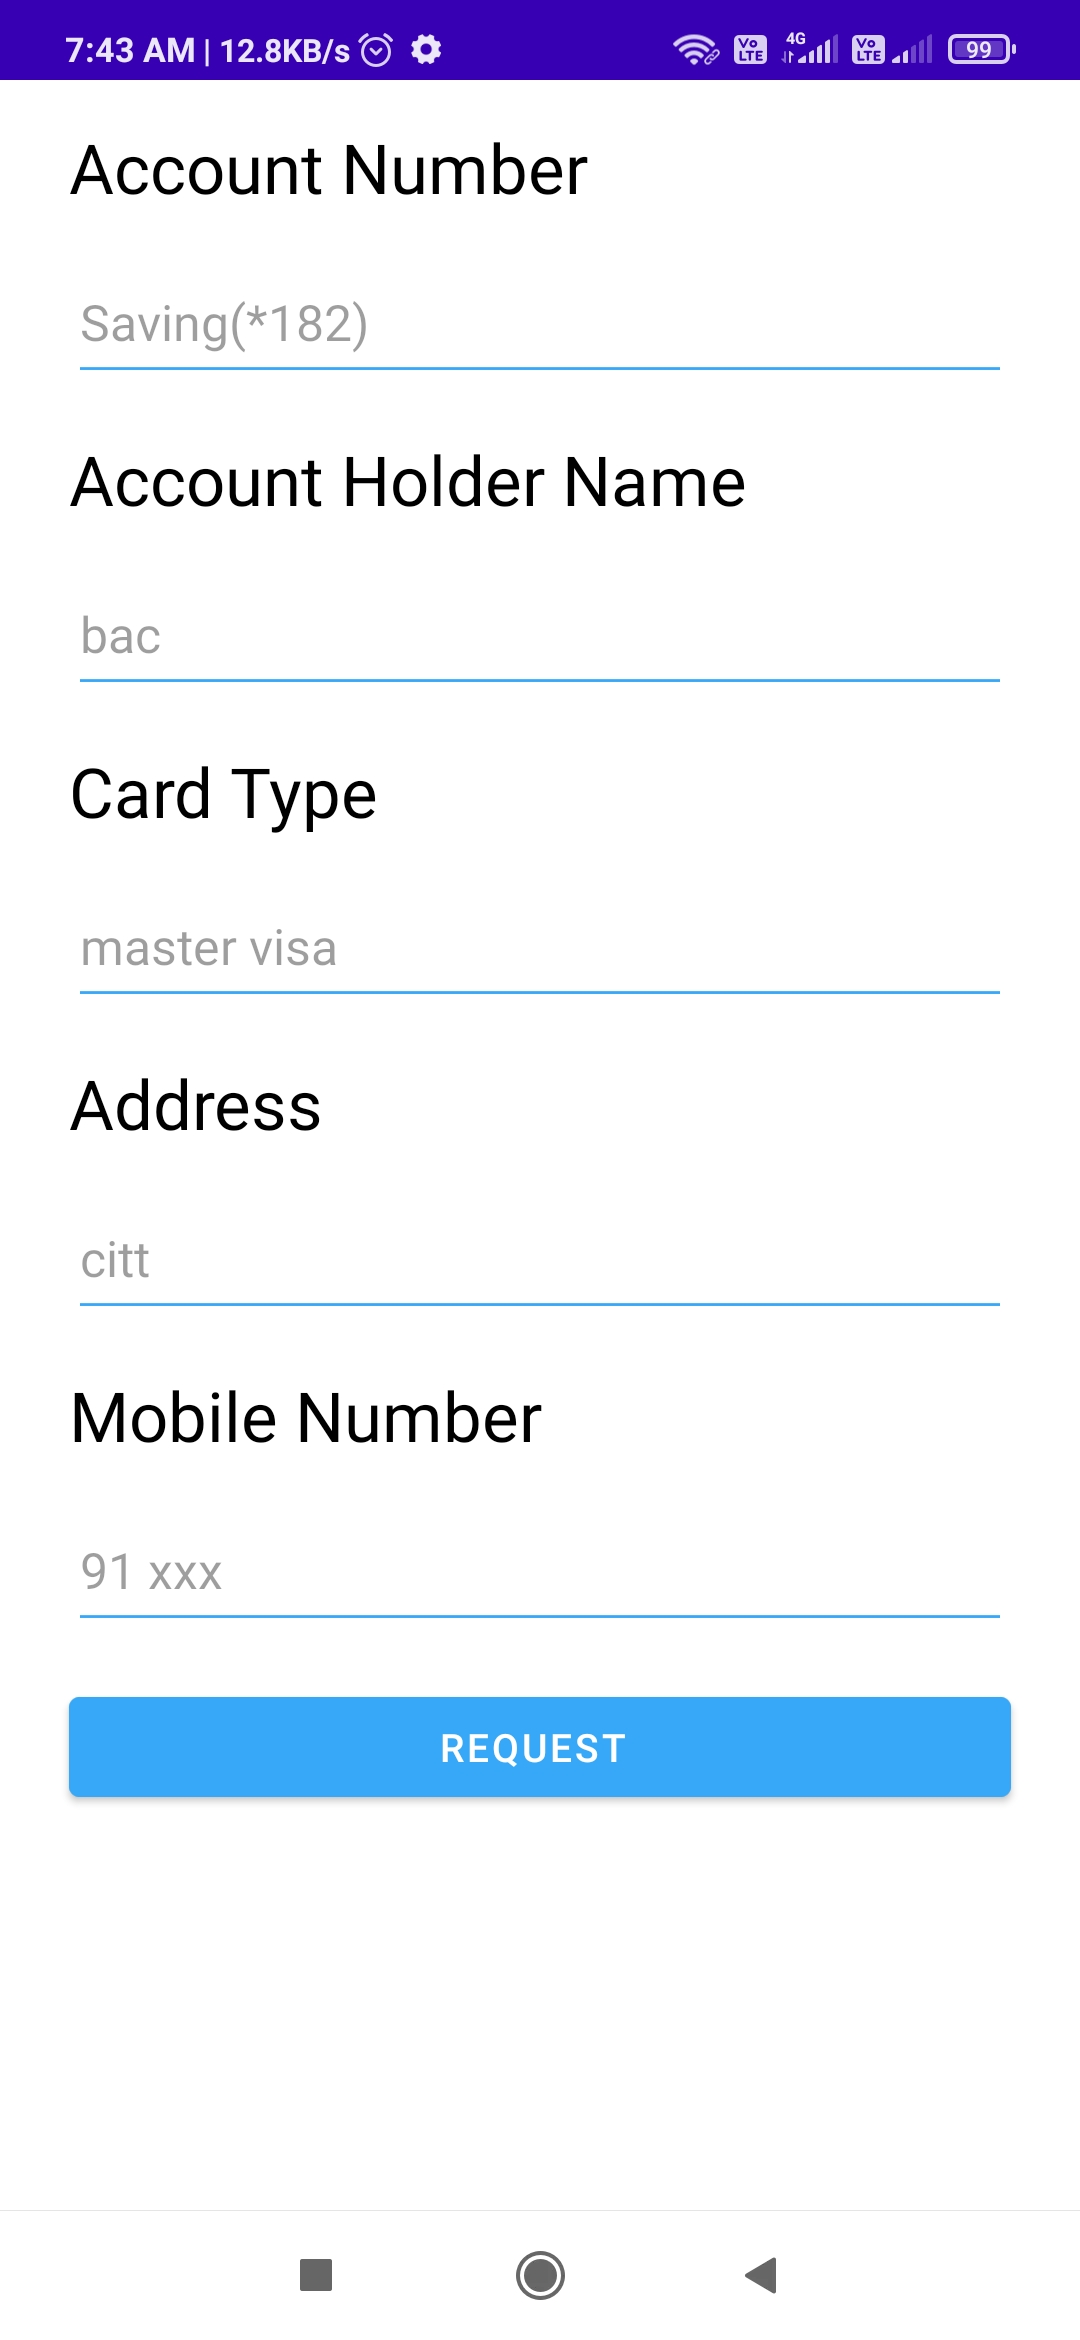 7:43 AM | 12.8KB/s Vo LTE 4G Vo LTE 99
Account Number
Saving(*182)
Account Holder Name
bac
Card Type
master visa
Address
citt
Mobile Number
91 xxx
REQUEST